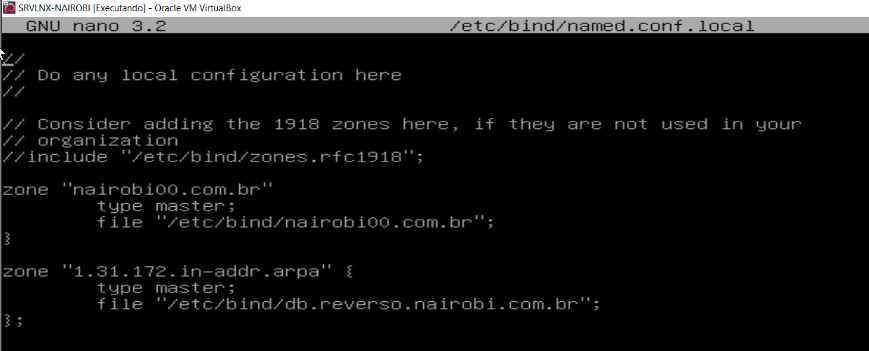 SRVLNX-NAIROBI [Executando] - Oracle VM VirtualBox
GNU nano 3.2 /etc/bind/named.conf.local
//
// Do any local configuration here
//
// Consider adding the 1918 zones here, if they are not used in your
// organization
//include "/etc/bind/zones.rfc1918";
zone "nairobi00.com.br"
type master;
file "/etc/bind/nairobi00.com.br";
}
zone "1.31.172.in-addr.arpa" {
type master;
file "/etc/bind/db.reverso.nairobi.com.br";
};